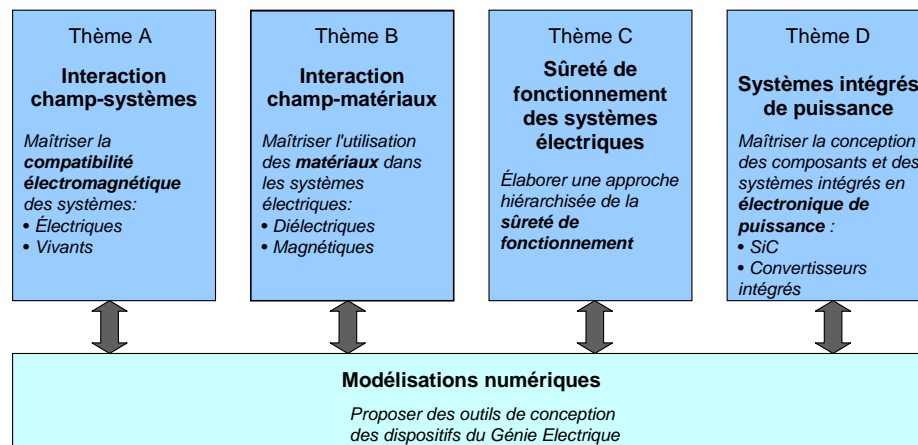 Thème A
Interaction
champ-systèmes
Maîtriser la
compatibilité
électromagnétique
des systèmes:
• Électriques
• Vivants
Thème B
Interaction
champ-matériaux
Maîtriser l'utilisation
des matériaux dans
les systèmes
électriques:
• Diélectriques
• Magnétiques
Thème C
Sûreté de
fonctionnement
des systèmes
électriques
Élaborer une approche
hiérarchisée de la
sûreté de
fonctionnement
Thème D
Systèmes intégrés
de puissance
Maîtriser la conception
des composants et des
systèmes intégrés en
électronique de
puissance :
• SiC
• Convertisseurs
intégrés
Modélisations numériques
Proposer des outils de conception
des dispositifs du Génie Electrique